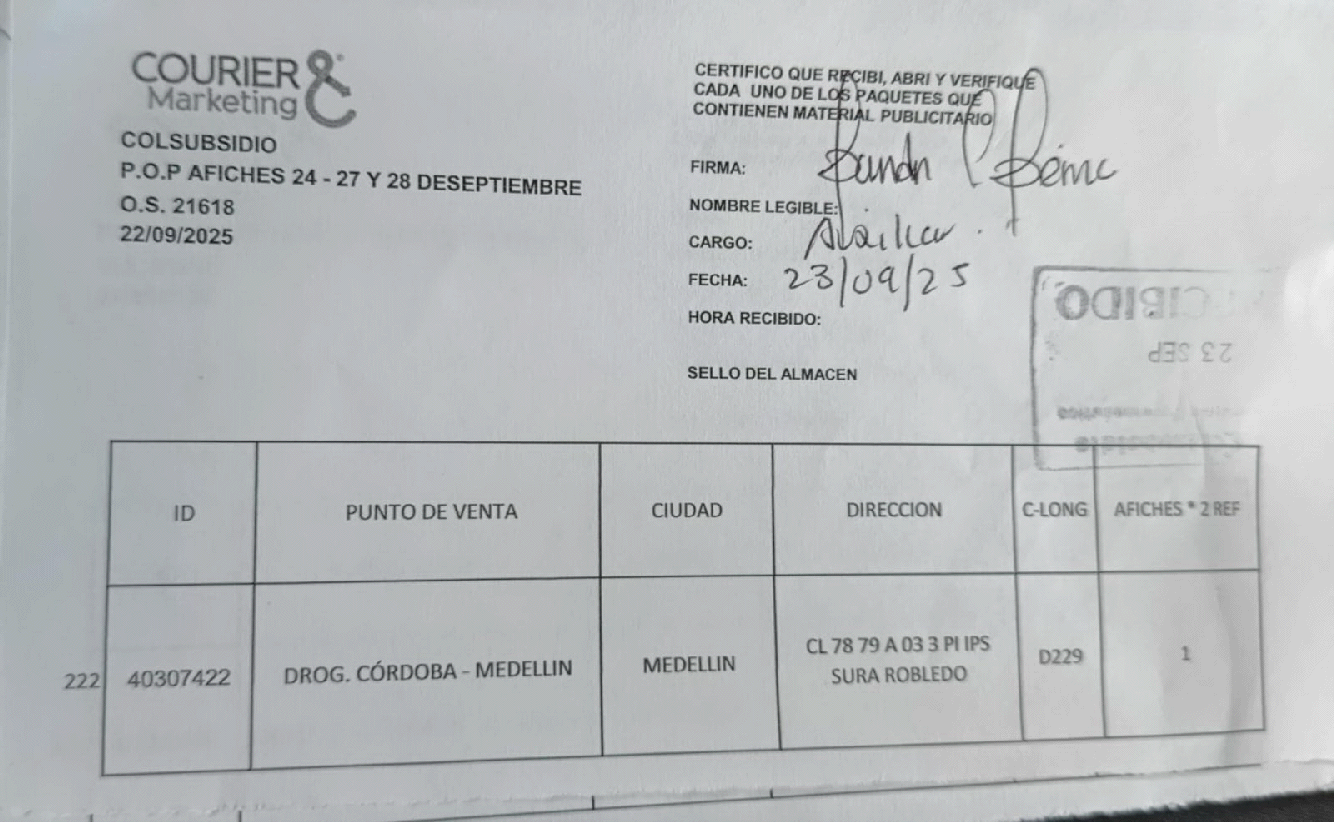 COURIER &
Marketing
COLSUBSIDIO
P.O.P AFICHES 24 - 27 Y 28 DESEPTIEMBRE
O.S. 21618
22/09/2025
CERTIFICO QUE RECIBI, ABRI Y VERIFIQUE
CADA UNO DE LOS PAQUETES QUE
CONTIENEN MATERIAL PUBLICITARIO
FIRMA:
NOMBRE LEGIBLE:
CARGO:
FECHA: 23/09/25
HORA RECIBIDO:
SELLO DEL ALMACEN
CIBIDO
23 SEP
ID PUNTO DE VENTA CIUDAD DIRECCION C-LONG AFICHES * 2 REF
222 40307422 DROG. CÓRDOBA - MEDELLIN MEDELLIN CL 78 79 A 03 3 PI IPS D229 1
SURA ROBLEDO